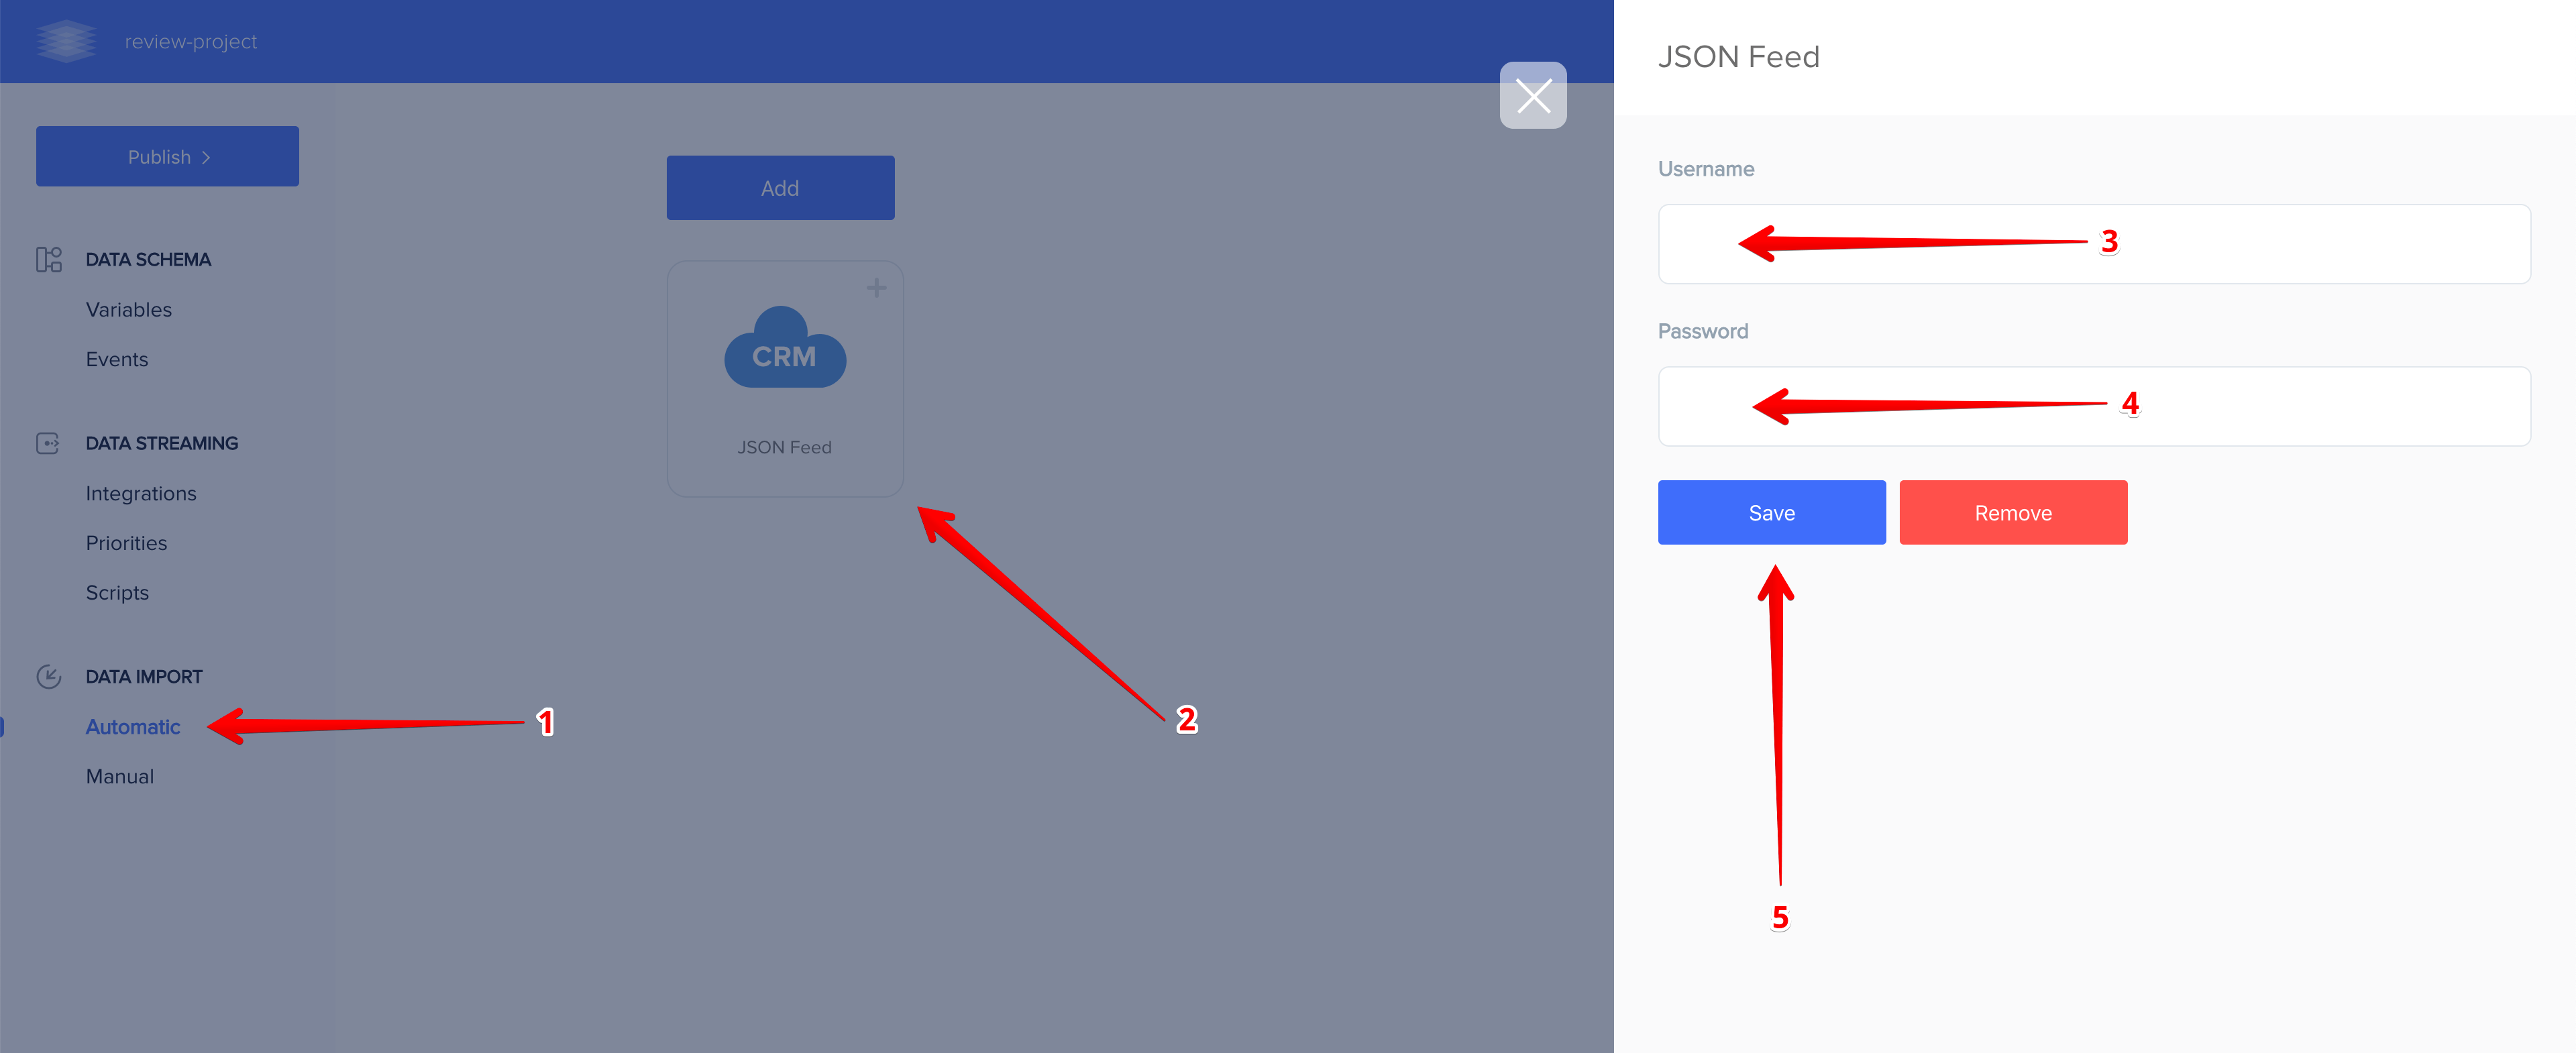 review-project
Publish
DATA SCHEMA
Variables
Events
DATA STREAMING
Integrations
Priorities
Scripts
DATA IMPORT
Automatic
1
Manual
Add
CRM
JSON Feed
2
JSON Feed
Username
3
Password
4
Save
Remove
5